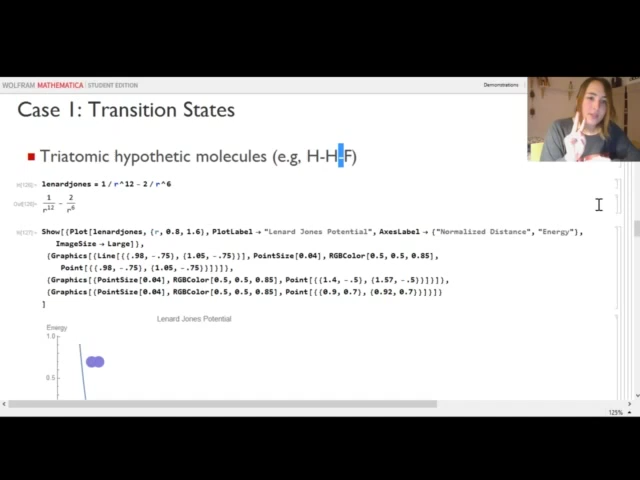 WOLFRAM MATHEMATICA | STUDENT EDITION
Demonstrations
Case 1: Transition States
Triatomic hypothetic molecules (e.g, H-H-F)
In[126]:= lenardjones = 1 / r^12 - 2 / r^6
Out[126]= 1/r^12 - 2/r^6
In[127]:= Show[{Plot[lenardjones, {r, 0.8, 1.6}, PlotLabel → "Lenard Jones Potential", AxesLabel → {"Normalized Distance", "Energy"},
ImageSize → Large]},
{Graphics[{Line[{{.98, -.75}, {1.05, -.75}}], PointSize[0.04], RGBColor[0.5, 0.5, 0.85],
Point[{{.98, -.75}, {1.05, -.75}}]}]},
{Graphics[{PointSize[0.04], RGBColor[0.5, 0.5, 0.85], Point[{{1.4, -.5}, {1.57, -.5}}]}]},
{Graphics[{PointSize[0.04], RGBColor[0.5, 0.5, 0.85], Point[{{0.9, 0.7}, {0.92, 0.7}}]}]}
]
Lenard Jones Potential
Energy
1.0
0.5
125%